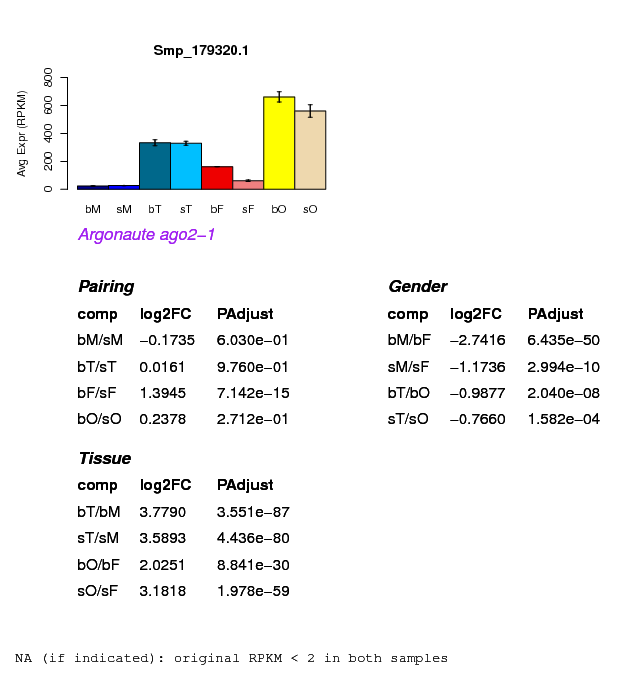 Smp_179320.1
Avg Expr (RPKM)
0 200 400 600 800
bM sM bT sT bF sF bO sO
Argonaute ago2−1
Pairing
comp log2FC PAdjust
bM/sM −0.1735 6.030e−01
bT/sT 0.0161 9.760e−01
bF/sF 1.3945 7.142e−15
bO/sO 0.2378 2.712e−01
Gender
comp log2FC PAdjust
bM/bF −2.7416 6.435e−50
sM/sF −1.1736 2.994e−10
bT/bO −0.9877 2.040e−08
sT/sO −0.7660 1.582e−04
Tissue
comp log2FC PAdjust
bT/bM 3.7790 3.551e−87
sT/sM 3.5893 4.436e−80
bO/bF 2.0251 8.841e−30
sO/sF 3.1818 1.978e−59
NA (if indicated): original RPKM < 2 in both samples